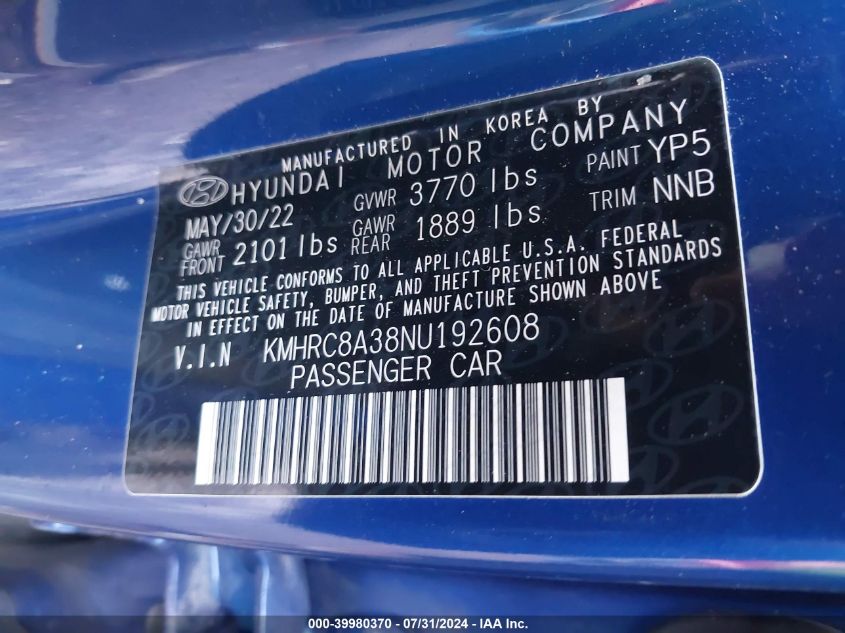 MANUFACTURED IN KOREA BY
HYUNDAI MOTOR COMPANY
MAY/30/22 GVWR 3770 lbs PAINT YP5
GAWR FRONT 2101 lbs GAWR REAR 1889 lbs TRIM NNB
THIS VEHICLE CONFORMS TO ALL APPLICABLE U.S.A. FEDERAL
MOTOR VEHICLE SAFETY, BUMPER, AND THEFT PREVENTION STANDARDS
IN EFFECT ON THE DATE OF MANUFACTURE SHOWN ABOVE
V.I.N KMHRC8A38NU192608
PASSENGER CAR
000-39980370 - 07/31/2024 - IAA Inc.